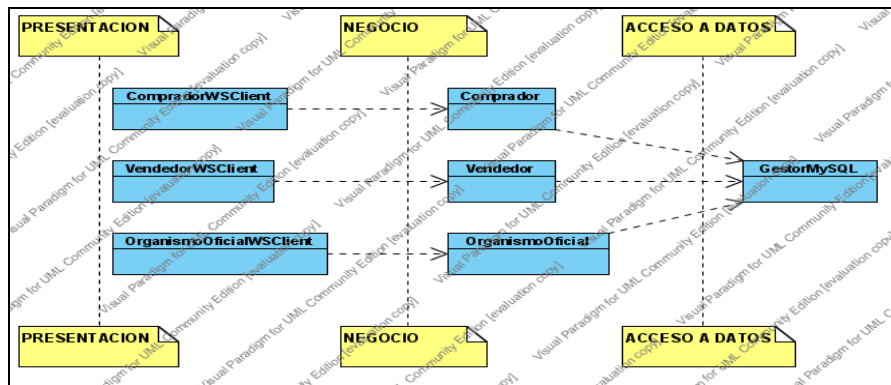 PRESENTACION
NEGOCIO
ACCESO A DATOS
CompradorWSClient
Comprador
VendedorWSClient
Vendedor
GestorMySQL
OrganismoOficialWSClient
OrganismoOficial
PRESENTACION
NEGOCIO
ACCESO A DATOS
Visual Paradigm for UML Community Edition [evaluation copy]